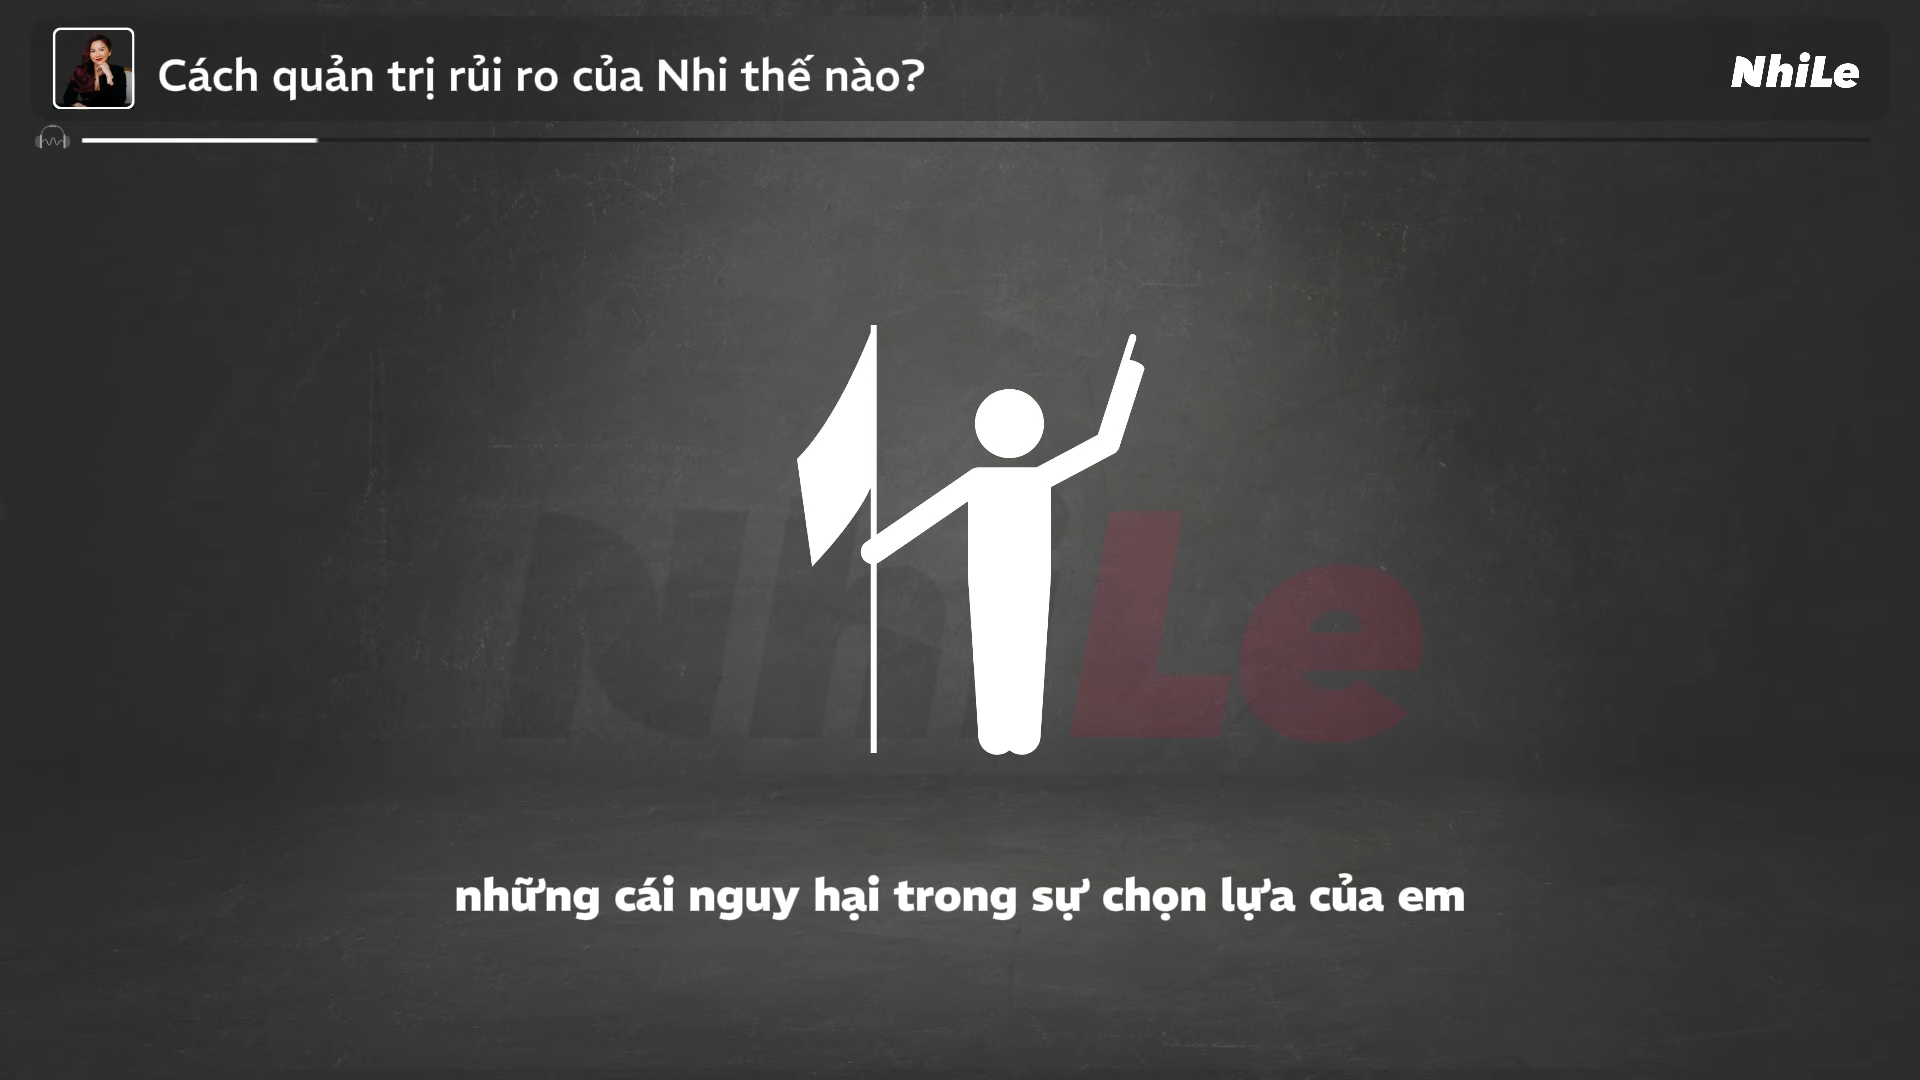 Cách quản trị rủi ro của Nhi thế nào?
NhiLe
NhiLe
những cái nguy hại trong sự chọn lựa của em